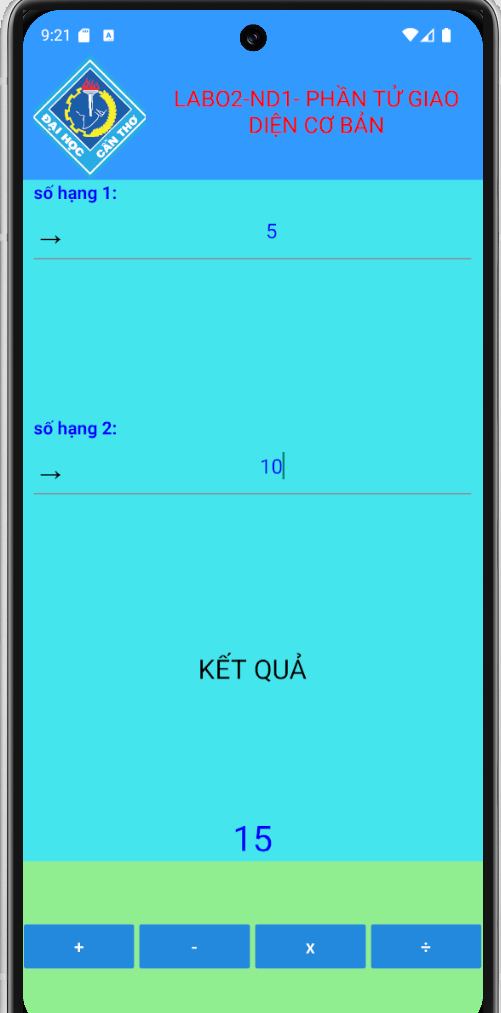 9:21
ĐẠI HỌC CẦN THƠ
LABO2-ND1- PHẦN TỬ GIAO
DIỆN CƠ BẢN
số hạng 1:
→ 5
số hạng 2:
→ 10
KẾT QUẢ
15
+ - x ÷